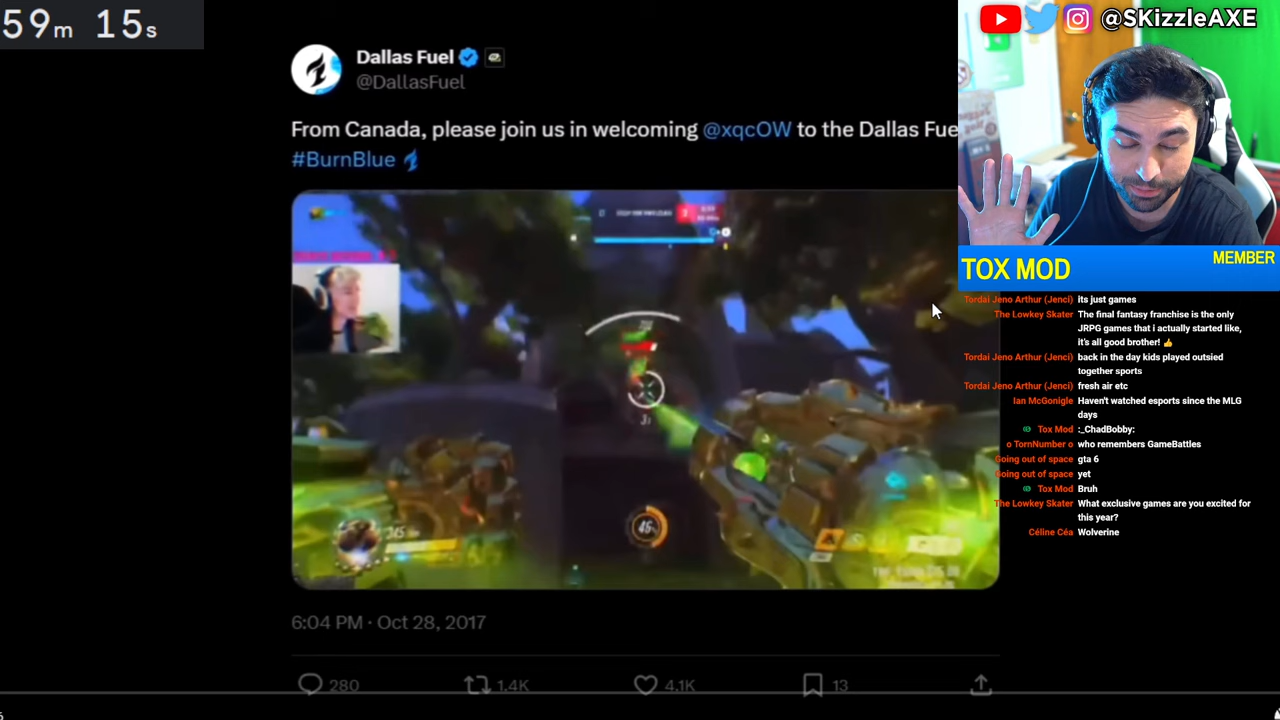 59m 15s
@SKizzleAXE
Dallas Fuel
@DallasFuel
From Canada, please join us in welcoming @xqcOW to the Dallas Fue
#BurnBlue
MEMBER
TOX MOD
Tordai Jeno Arthur (Jenci) its just games
The Lowkey Skater The final fantasy franchise is the only
JRPG games that i actually started like,
it's all good brother! 👍
Tordai Jeno Arthur (Jenci) back in the day kids played outsied
together sports
Tordai Jeno Arthur (Jenci) fresh air etc
Ian McGonigle Haven't watched esports since the MLG
days
Tox Mod :_ChadBobby:
o TornNumber o who remembers GameBattles
Going out of space gta 6
Going out of space yet
Tox Mod Bruh
The Lowkey Skater What exclusive games are you excited for
this year?
Céline Céa Wolverine
46
6:04 PM · Oct 28, 2017
280 1.4K 4.1K 13